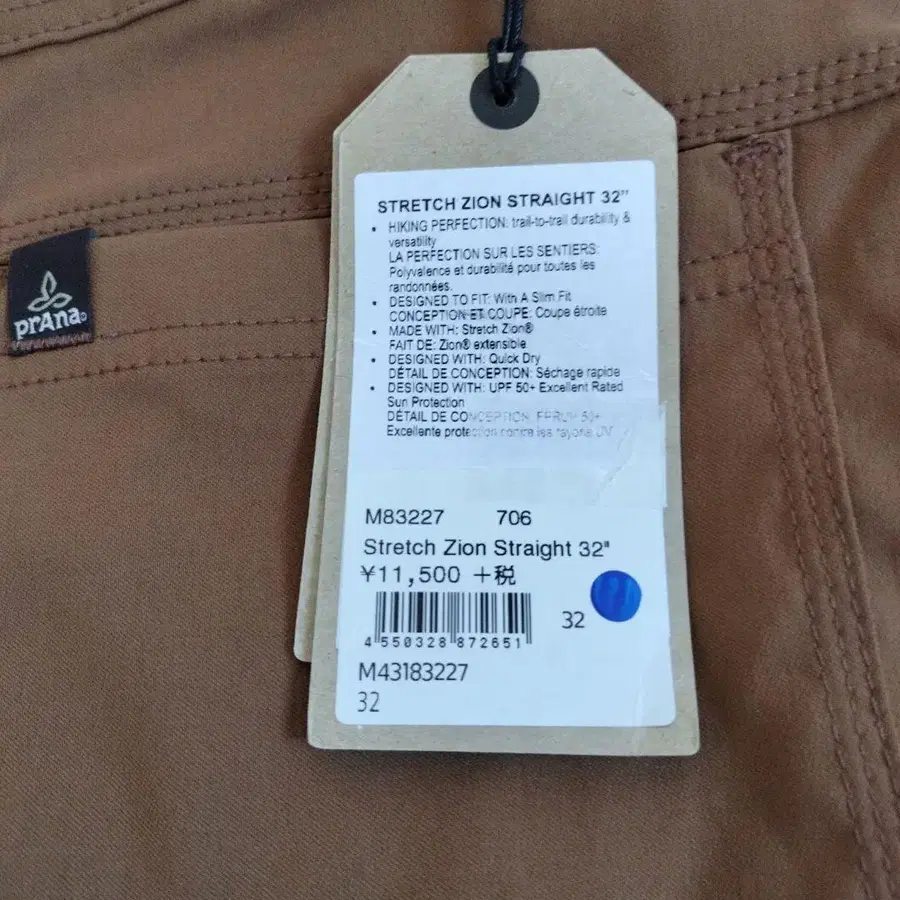 prAna
STRETCH ZION STRAIGHT 32"
• HIKING PERFECTION: trail-to-trail durability &
versatility
LA PERFECTION SUR LES SENTIERS:
Polyvalence et durabilité pour toutes les
randonnées.
• DESIGNED TO FIT: With A Slim Fit
CONCEPTION ET COUPE: Coupe étroite
• MADE WITH: Stretch Zion®
FAIT DE: Zion® extensible
• DESIGNED WITH: Quick Dry
DÉTAIL DE CONCEPTION: Séchage rapide
• DESIGNED WITH: UPF 50+ Excellent Rated
Sun Protection
DÉTAIL DE CONCEPTION: 50+
Excellente protection contre les rayons UV
M83227 706
Stretch Zion Straight 32"
¥11,500 +税
32
4 550328 872651
M43183227
32